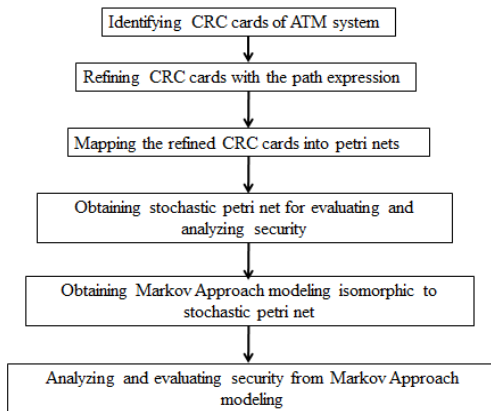 Identifying CRC cards of ATM system
Refining CRC cards with the path expression
Mapping the refined CRC cards into petri nets
Obtaining stochastic petri net for evaluating and
analyzing security
Obtaining Markov Approach modeling isomorphic to
stochastic petri net
Analyzing and evaluating security from Markov Approach
modeling